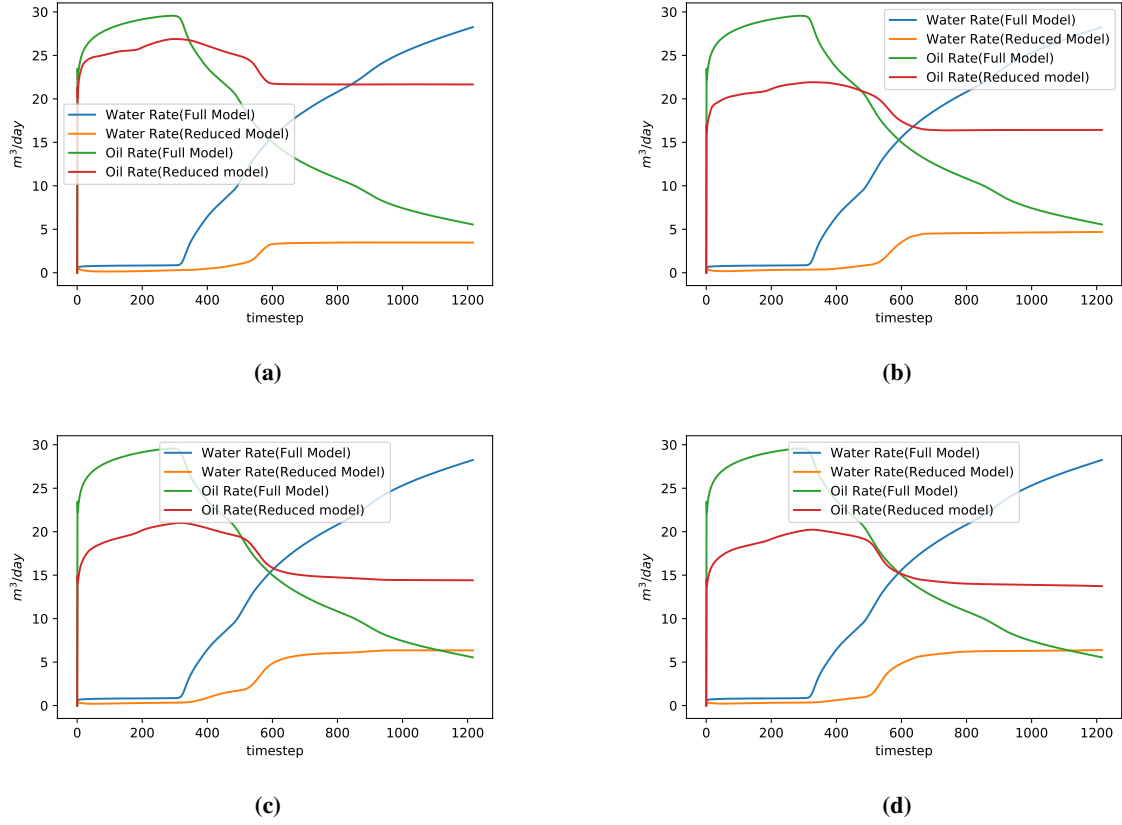 30
25
20
15
10
5
0
m³/day
Water Rate(Full Model)
Water Rate(Reduced Model)
Oil Rate(Full Model)
Oil Rate(Reduced model)
0 200 400 600 800 1000 1200
timestep
(a)
30
25
20
15
10
5
0
m³/day
Water Rate(Full Model)
Water Rate(Reduced Model)
Oil Rate(Full Model)
Oil Rate(Reduced model)
0 200 400 600 800 1000 1200
timestep
(b)
30
25
20
15
10
5
0
m³/day
Water Rate(Full Model)
Water Rate(Reduced Model)
Oil Rate(Full Model)
Oil Rate(Reduced model)
0 200 400 600 800 1000 1200
timestep
(c)
30
25
20
15
10
5
0
m³/day
Water Rate(Full Model)
Water Rate(Reduced Model)
Oil Rate(Full Model)
Oil Rate(Reduced model)
0 200 400 600 800 1000 1200
timestep
(d)